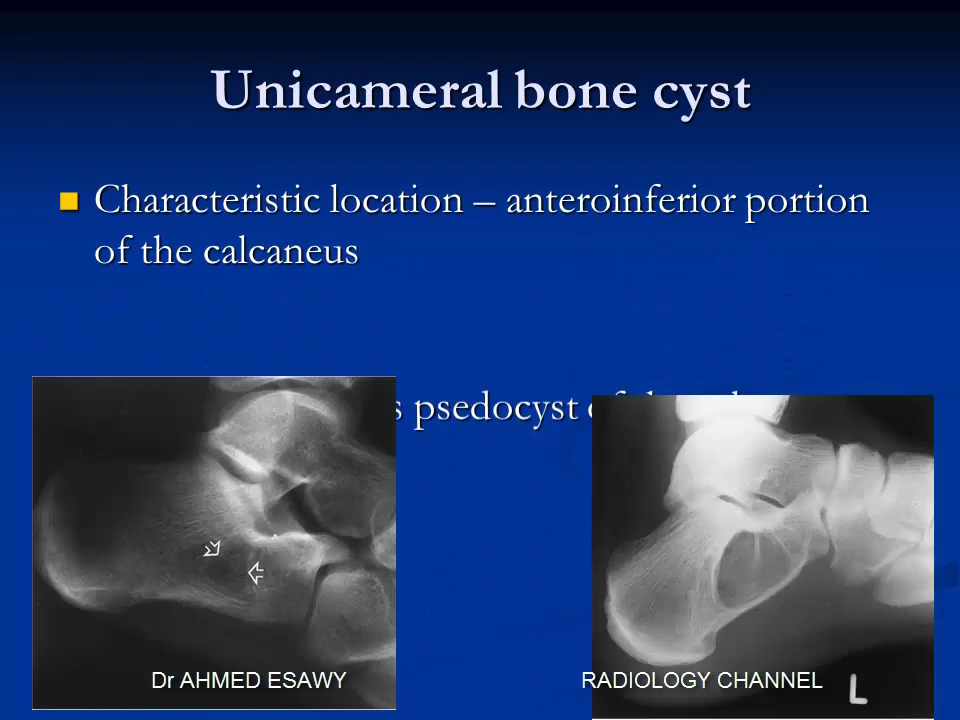 Unicameral bone cyst
Characteristic location – anteroinferior portion
of the calcaneus
psedocyst
Dr AHMED ESAWY
RADIOLOGY CHANNEL
L